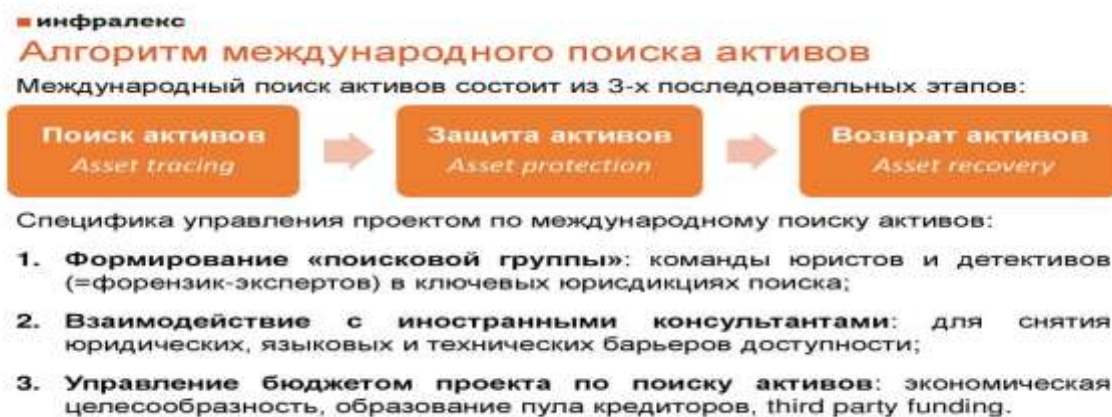 инфралекс
Алгоритм международного поиска активов
Международный поиск активов состоит из 3-х последовательных этапов:
Поиск активов
Asset tracing
Защита активов
Asset protection
Возврат активов
Asset recovery
Специфика управления проектом по международному поиску активов:
1. Формирование «поисковой группы»: команды юристов и детективов
(=форензик-экспертов) в ключевых юрисдикциях поиска;
2. Взаимодействие с иностранными консультантами: для снятия
юридических, языковых и технических барьеров доступности;
3. Управление бюджетом проекта по поиску активов: экономическая
целесообразность, образование пула кредиторов, third party funding.